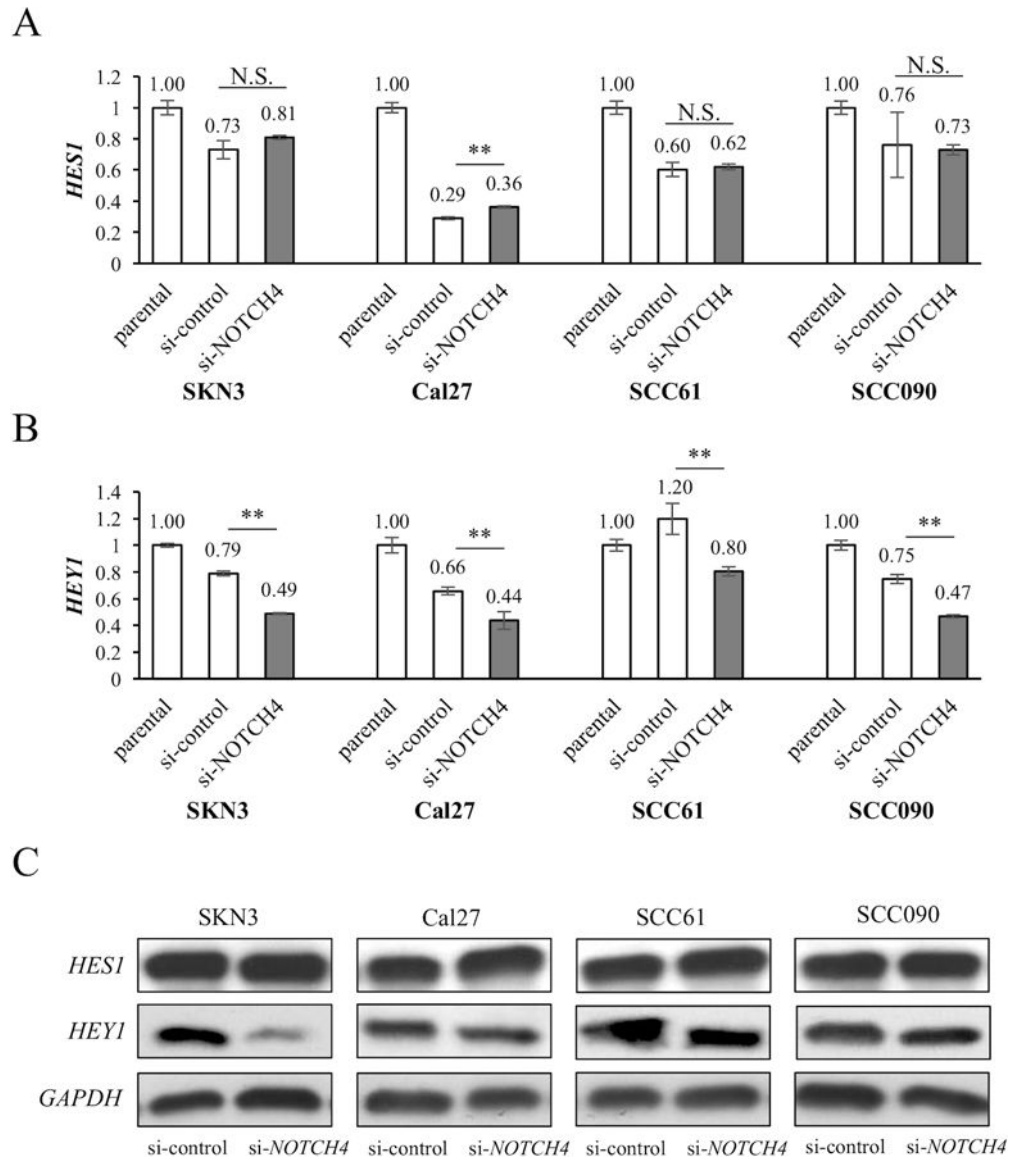 A
HES1
1.2
1
0.8
0.6
0.4
0.2
0
1.00
0.73
0.81
N.S.
1.00
0.29
0.36
**
1.00
0.60
0.62
N.S.
1.00
0.76
0.73
N.S.
parental
si-control
si-NOTCH4
parental
si-control
si-NOTCH4
parental
si-control
si-NOTCH4
parental
si-control
si-NOTCH4
SKN3 Cal27 SCC61 SCC090
B
HEY1
1.4
1.2
1
0.8
0.6
0.4
0.2
0
1.00
0.79
0.49
**
1.00
0.66
0.44
**
1.00
1.20
0.80
**
1.00
0.75
0.47
**
parental
si-control
si-NOTCH4
parental
si-control
si-NOTCH4
parental
si-control
si-NOTCH4
parental
si-control
si-NOTCH4
SKN3 Cal27 SCC61 SCC090
C
SKN3 Cal27 SCC61 SCC090
HES1
HEY1
GAPDH
si-control si-NOTCH4 si-control si-NOTCH4 si-control si-NOTCH4 si-control si-NOTCH4